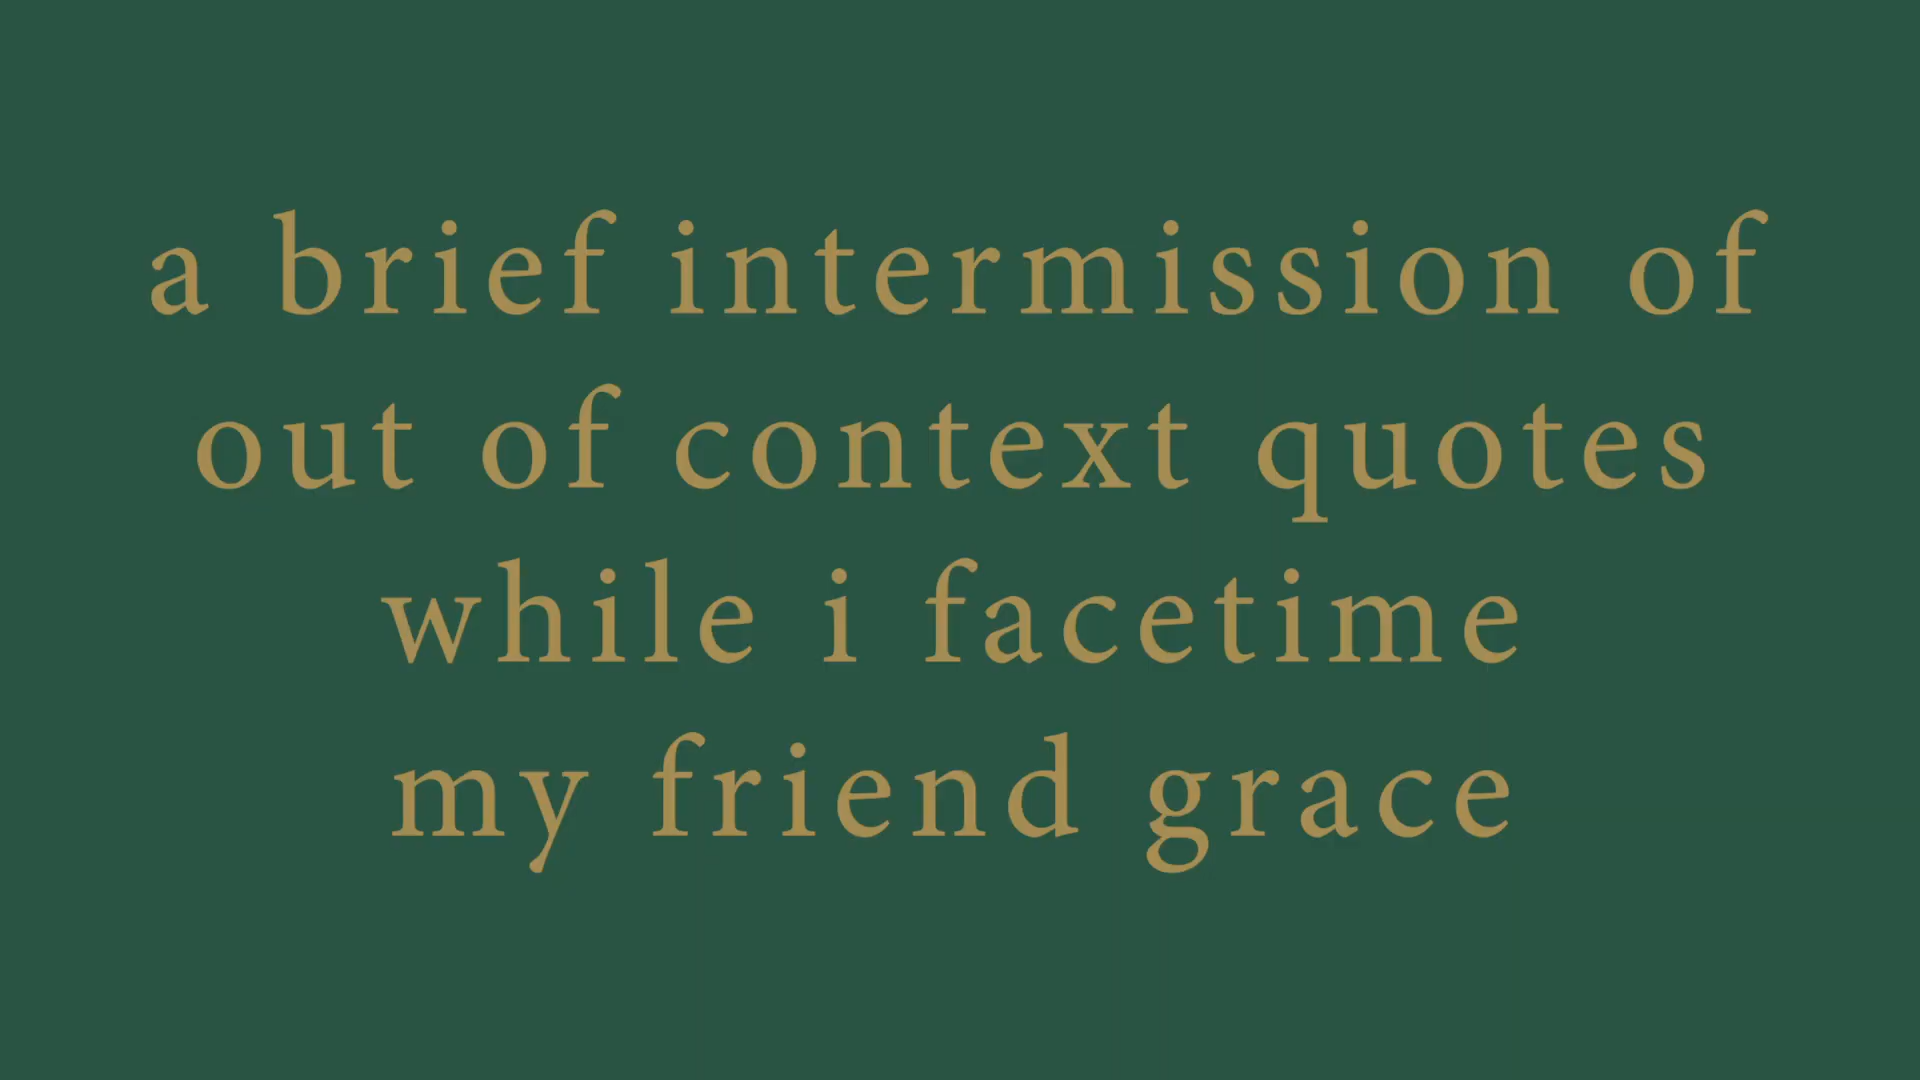 a brief intermission of
out of context quotes
while i facetime
my friend grace